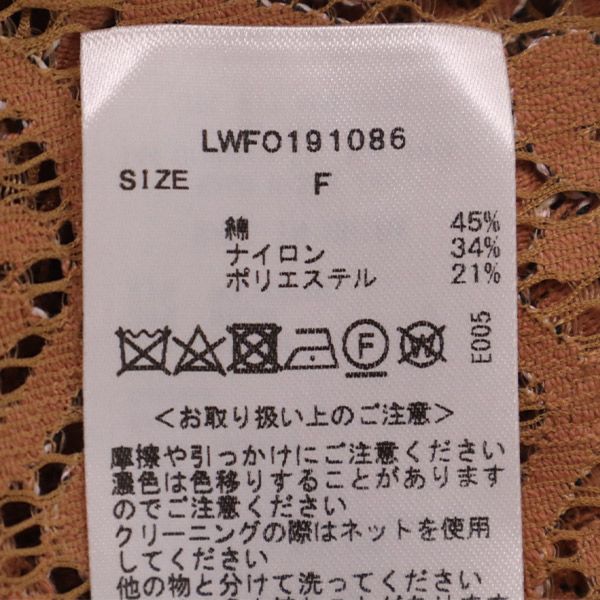 LWFO191086
SIZE F
綿 45%
ナイロン 34%
ポリエステル 21%
F W E005
<お取り扱い上のご注意>
摩擦や引っかけにご注意ください
濃色は色移りすることがあります
のでご注意ください
クリーニングの際はネットを使用
してください
他の物と分けて洗ってください